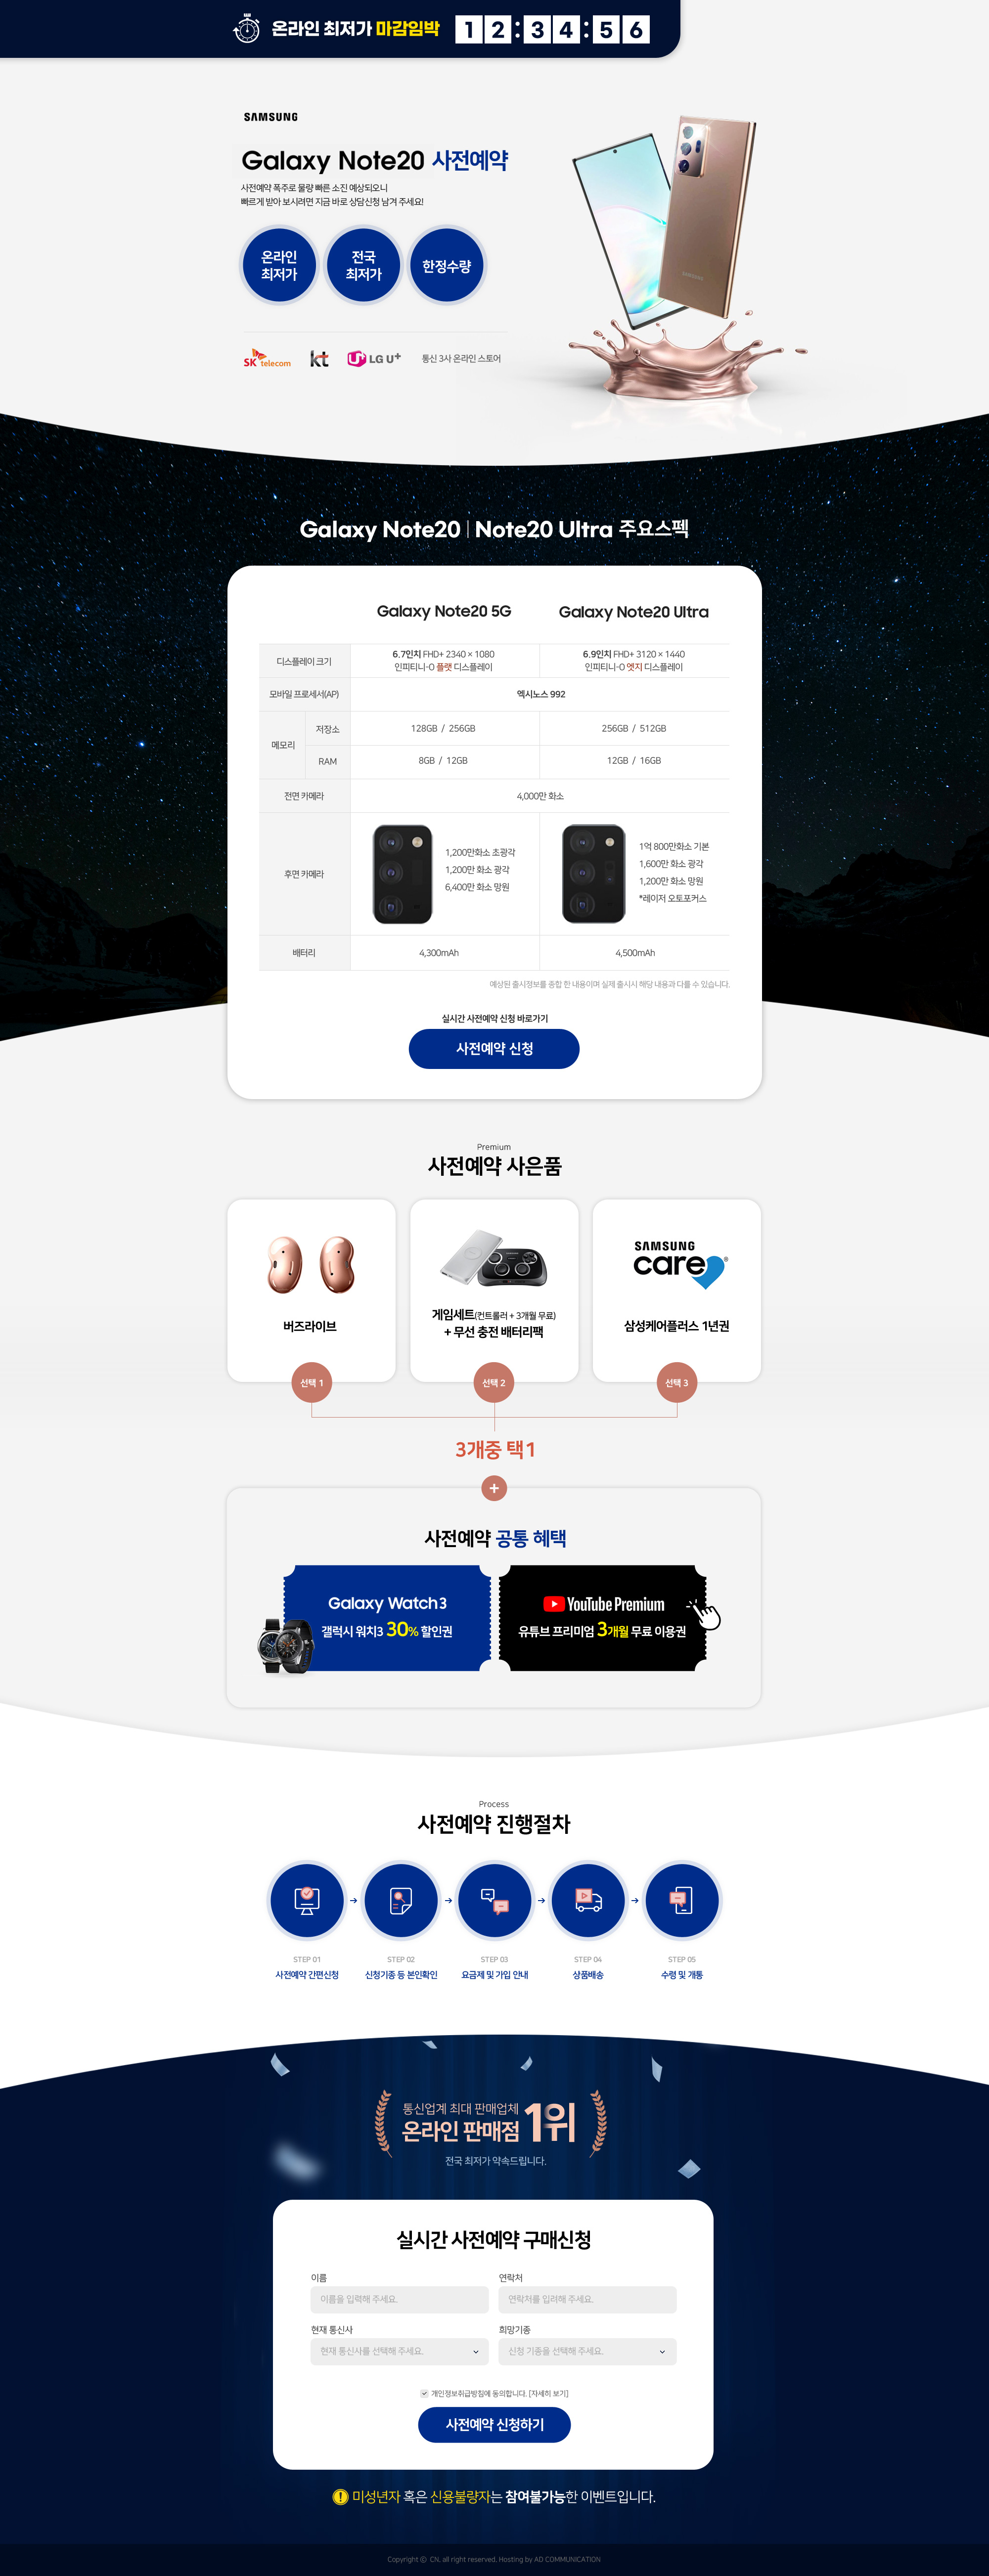 온라인 최저가 마감임박 12:34:56
SAMSUNG
Galaxy Note20 사전예약
사전예약 폭주로 물량 빠른 소진 예상되오니
빠르게 받아 보시려면 지금 바로 상담신청 남겨 주세요!
온라인
최저가
전국
최저가
한정수량
SK telecom
kt
U+ LG U+
통신 3사 온라인 스토어
SAMSUNG
Galaxy Note20 | Note20 Ultra 주요스펙
Galaxy Note20 5G
Galaxy Note20 Ultra
디스플레이 크기
6.7인치 FHD+ 2340 × 1080
인피티니-O 플랫 디스플레이
6.9인치 FHD+ 3120 × 1440
인피티니-O 엣지 디스플레이
모바일 프로세서(AP)
엑시노스 992
메모리
저장소
128GB / 256GB
256GB / 512GB
RAM
8GB / 12GB
12GB / 16GB
전면 카메라
4,000만 화소
후면 카메라
1,200만화소 초광각
1,200만 화소 광각
6,400만 화소 망원
1억 800만화소 기본
1,600만 화소 광각
1,200만 화소 망원
*레이저 오토포커스
배터리
4,300mAh
4,500mAh
예상된 출시정보를 종합 한 내용이며 실제 출시시 해당 내용과 다를 수 있습니다.
실시간 사전예약 신청 바로가기
사전예약 신청
Premium
사전예약 사은품
버즈라이브
게임세트(컨트롤러 + 3개월 무료)
+ 무선 충전 배터리팩
SAMSUNG
care
삼성케어플러스 1년권
선택 1
선택 2
선택 3
3개중 택1
+
사전예약 공통 혜택
Galaxy Watch3
갤럭시 워치3 30% 할인권
YouTube Premium
유튜브 프리미엄 3개월 무료 이용권
Process
사전예약 진행절차
STEP 01
사전예약 간편신청
STEP 02
신청기종 등 본인확인
STEP 03
요금제 및 가입 안내
STEP 04
상품배송
STEP 05
수령 및 개통
통신업계 최대 판매업체
온라인 판매점 1위
전국 최저가 약속드립니다.
실시간 사전예약 구매신청
이름
이름을 입력해 주세요.
연락처
연락처를 입려해 주세요.
현재 통신사
현재 통신사를 선택해 주세요.
희망기종
신청 기종을 선택해 주세요.
개인정보취급방침에 동의합니다. [자세히 보기]
사전예약 신청하기
미성년자 혹은 신용불량자는 참여불가능한 이벤트입니다.
Copyright ⓒ CN. all right reserved. Hosting by AD COMMUNICATION